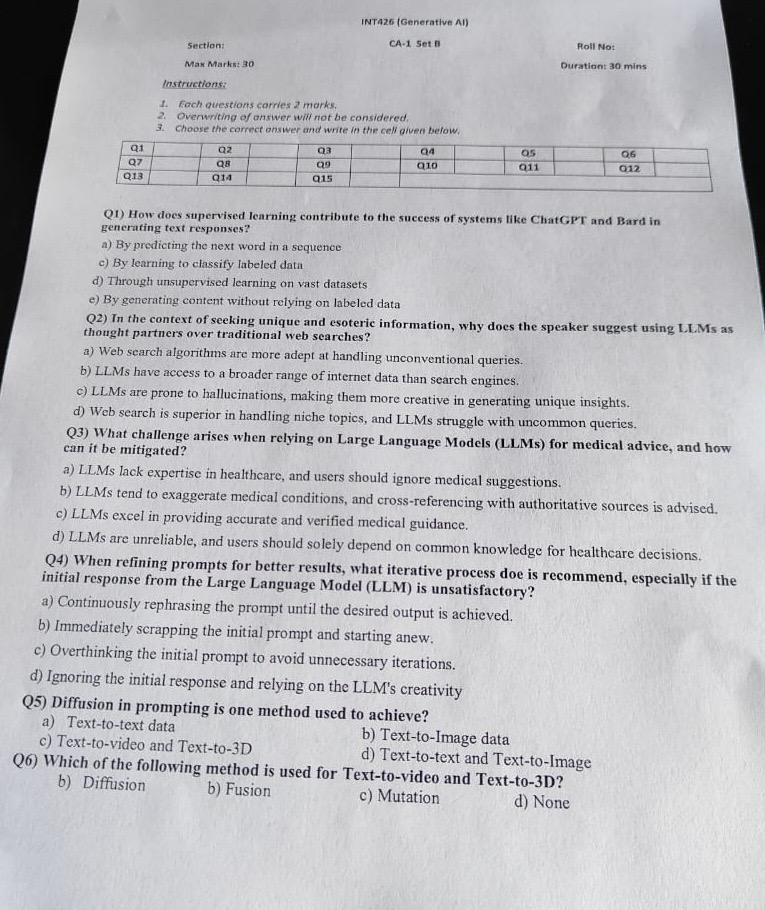 INT426 (Generative AI)
Section: CA-1 Set B Roll No:
Max Marks: 30 Duration: 30 mins
Instructions:
1. Each questions carries 2 marks.
2. Overwriting of answer will not be considered.
3. Choose the correct answer and write in the cell given below.
Q1 Q2 Q3 Q4 Q5 Q6
Q7 Q8 Q9 Q10 Q11 Q12
Q13 Q14 Q15
Q1) How does supervised learning contribute to the success of systems like ChatGPT and Bard in
generating text responses?
a) By predicting the next word in a sequence
c) By learning to classify labeled data
d) Through unsupervised learning on vast datasets
e) By generating content without relying on labeled data
Q2) In the context of seeking unique and esoteric information, why does the speaker suggest using LLMs as
thought partners over traditional web searches?
a) Web search algorithms are more adept at handling unconventional queries.
b) LLMs have access to a broader range of internet data than search engines.
c) LLMs are prone to hallucinations, making them more creative in generating unique insights.
d) Web search is superior in handling niche topics, and LLMs struggle with uncommon queries.
Q3) What challenge arises when relying on Large Language Models (LLMs) for medical advice, and how
can it be mitigated?
a) LLMs lack expertise in healthcare, and users should ignore medical suggestions.
b) LLMs tend to exaggerate medical conditions, and cross-referencing with authoritative sources is advised.
c) LLMs excel in providing accurate and verified medical guidance.
d) LLMs are unreliable, and users should solely depend on common knowledge for healthcare decisions.
Q4) When refining prompts for better results, what iterative process doe is recommend, especially if the
initial response from the Large Language Model (LLM) is unsatisfactory?
a) Continuously rephrasing the prompt until the desired output is achieved.
b) Immediately scrapping the initial prompt and starting anew.
c) Overthinking the initial prompt to avoid unnecessary iterations.
d) Ignoring the initial response and relying on the LLM's creativity
Q5) Diffusion in prompting is one method used to achieve?
a) Text-to-text data b) Text-to-Image data
c) Text-to-video and Text-to-3D d) Text-to-text and Text-to-Image
Q6) Which of the following method is used for Text-to-video and Text-to-3D?
b) Diffusion b) Fusion c) Mutation d) None